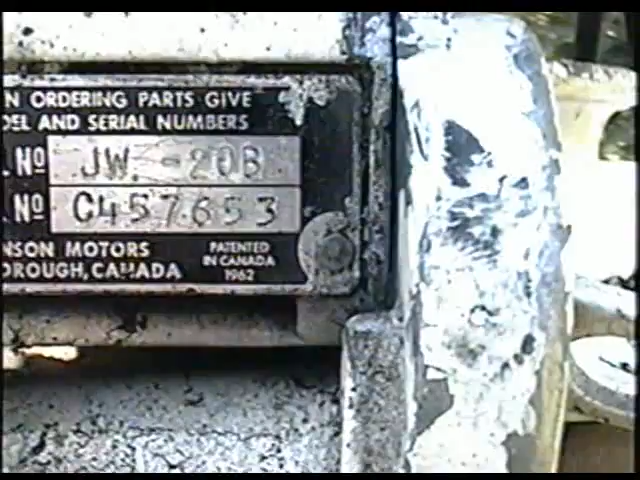 N ORDERING PARTS GIVE
DEL AND SERIAL NUMBERS
. Nº JW -20B
. Nº C457653
NSON MOTORS
OROUGH, CANADA
PATENTED
IN CANADA
1962